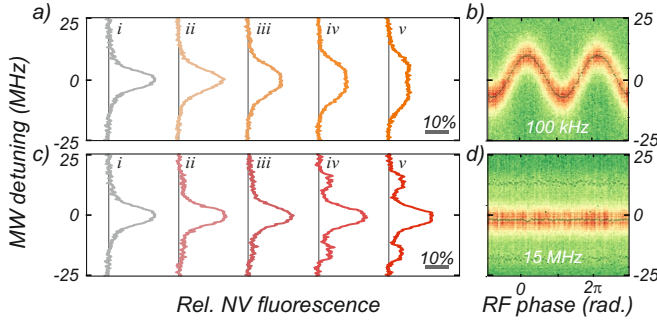 a)
25
i
ii
iii
iv
v
b)
25
0
0
10%
100 kHz
-25
-25
MW detuning (MHz)
c)
25
i
ii
iii
iv
v
d)
25
0
0
10%
15 MHz
-25
-25
0
2π
Rel. NV fluorescence
RF phase (rad.)